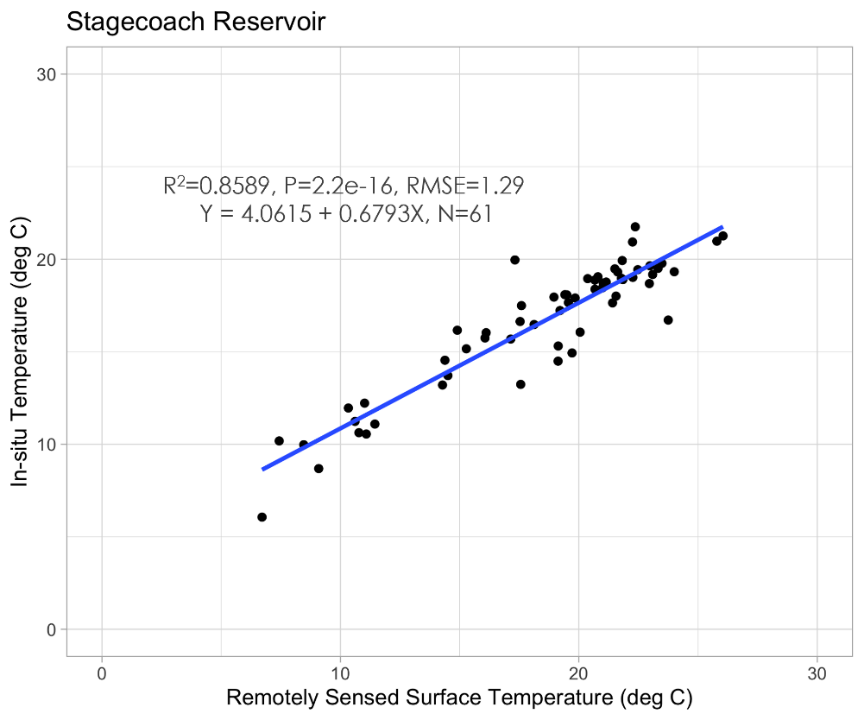 Stagecoach Reservoir
30
R²=0.8589, P=2.2e-16, RMSE=1.29
Y = 4.0615 + 0.6793X, N=61
20
10
0
In-situ Temperature (deg C)
0 10 20 30
Remotely Sensed Surface Temperature (deg C)